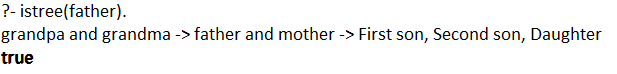 ?- istree(father).
grandpa and grandma -> father and mother -> First son, Second son, Daughter
true